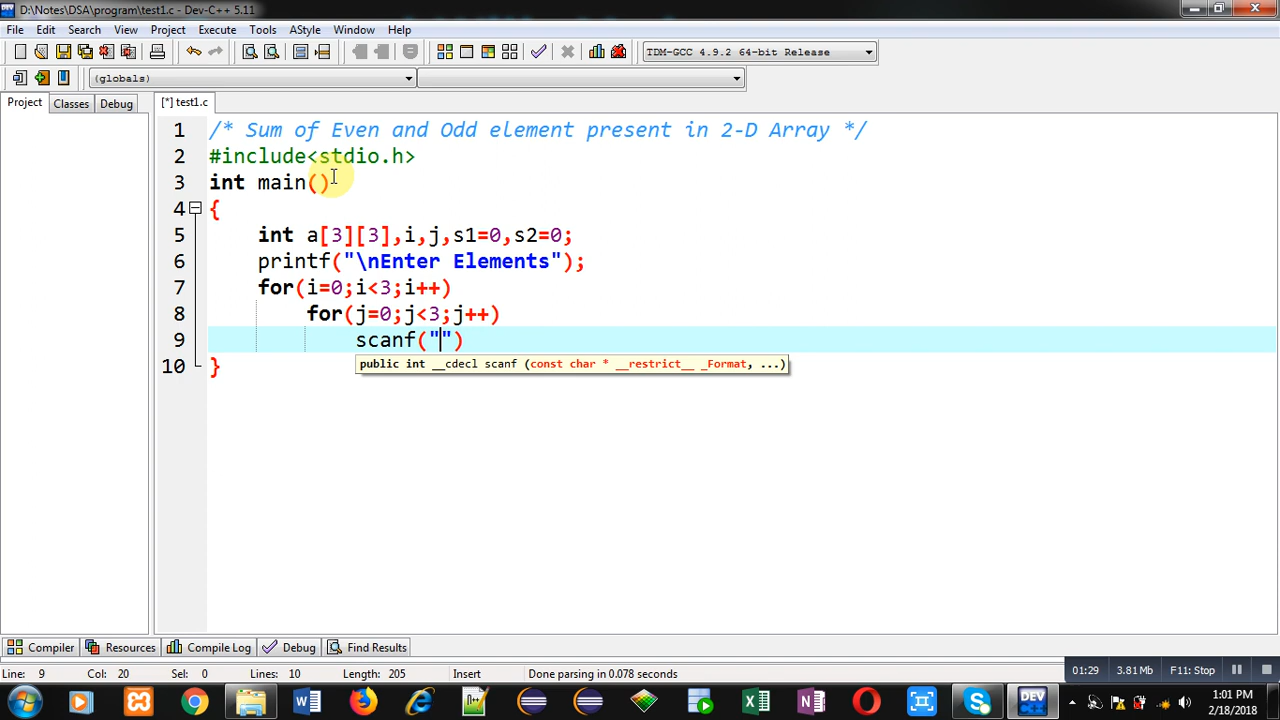 D:\Notes\DSA\program\test1.c - Dev-C++ 5.11
File Edit Search View Project Execute Tools AStyle Window Help
TDM-GCC 4.9.2 64-bit Release
(globals)
Project Classes Debug [*] test1.c
1 /* Sum of Even and Odd element present in 2-D Array */
2 #include<stdio.h>
3 int main()
4 {
5 int a[3][3],i,j,s1=0,s2=0;
6 printf("\nEnter Elements");
7 for(i=0;i<3;i++)
8 for(j=0;j<3;j++)
9 scanf("")
public int __cdecl scanf (const char * __restrict__ _Format, ...)
10 }
Compiler Resources Compile Log Debug Find Results
Line: 9 Col: 20 Sel: 0 Lines: 10 Length: 205 Insert Done parsing in 0.078 seconds
01:29 3.81 Mb F11: Stop
1:01 PM
2/18/2018